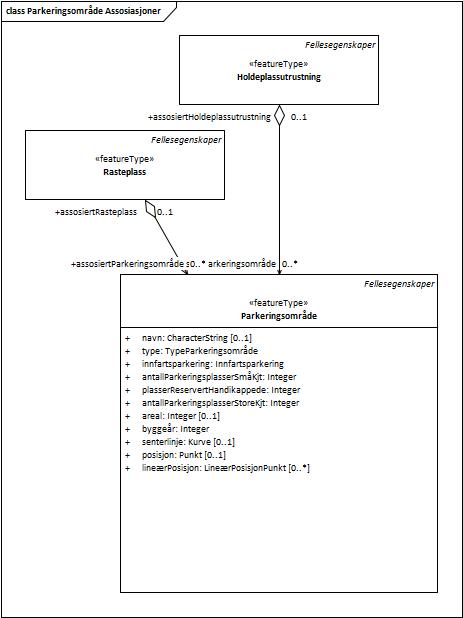 class Parkeringsområde Assosiasjoner
Fellesegenskaper
«featureType»
Holdeplassutrustning
+assosiertHoldeplassutrustning 0..1
Fellesegenskaper
«featureType»
Rasteplass
+assosiertRasteplass 0..1
+assosiertParkeringsområde s0..* arkeringsområde 0..*
Fellesegenskaper
«featureType»
Parkeringsområde
+ navn: CharacterString [0..1]
+ type: TypeParkeringsområde
+ innfartsparkering: Innfartsparkering
+ antallParkeringsplasserSmåKjt: Integer
+ plasserReservertHandikappede: Integer
+ antallParkeringsplasserStoreKjt: Integer
+ areal: Integer [0..1]
+ byggeår: Integer
+ senterlinje: Kurve [0..1]
+ posisjon: Punkt [0..1]
+ lineærPosisjon: LineærPosisjonPunkt [0..*]